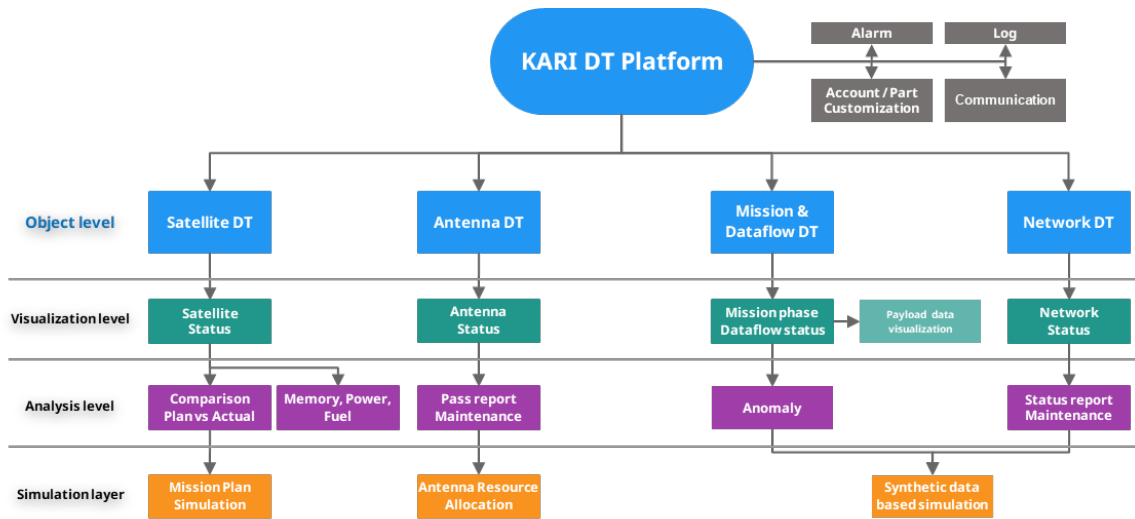 KARI DT Platform
Alarm
Log
Account / Part
Customization
Communication
Object level
Satellite DT
Antenna DT
Mission &
Dataflow DT
Network DT
Visualization level
Satellite
Status
Antenna
Status
Mission phase
Dataflow status
Payload data
visualization
Network
Status
Analysis level
Comparison
Plan vs Actual
Memory, Power,
Fuel
Pass report
Maintenance
Anomaly
Status report
Maintenance
Simulation layer
Mission Plan
Simulation
Antenna Resource
Allocation
Synthetic data
based simulation